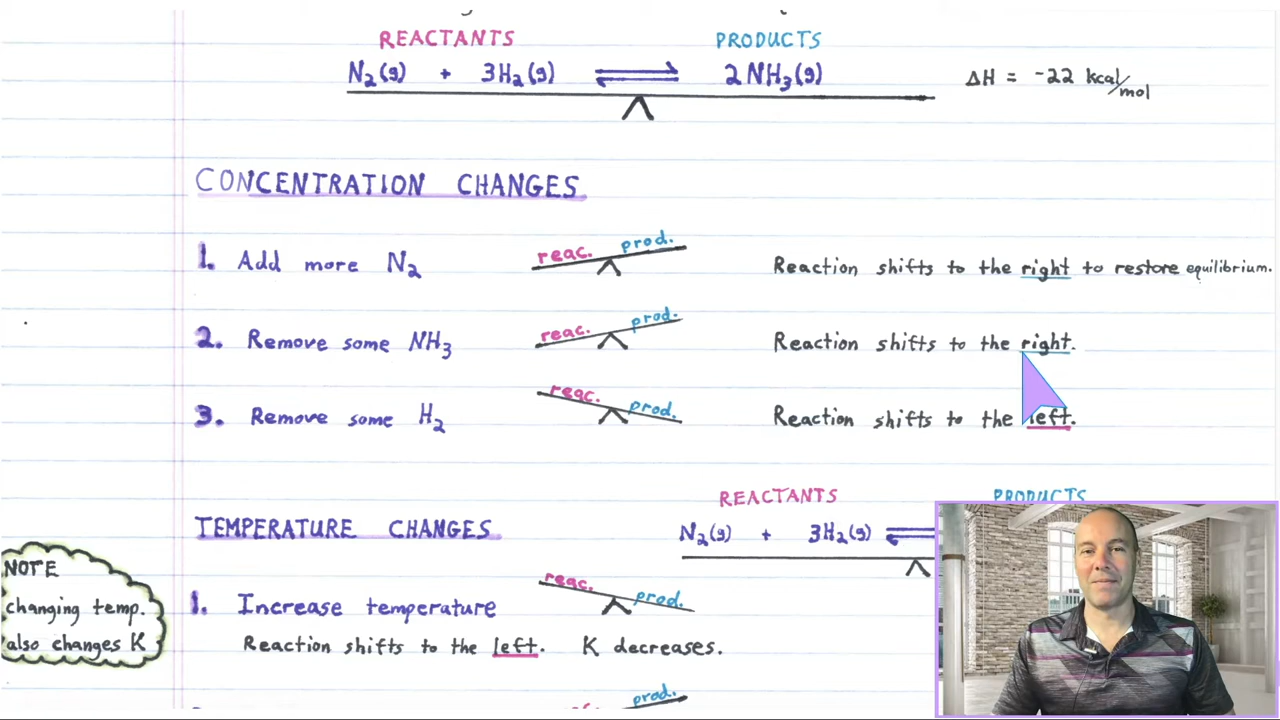 REACTANTS PRODUCTS
N₂(g) + 3H₂(g) ⇌ 2NH₃(g) ΔH = -22 kcal/mol
CONCENTRATION CHANGES
1. Add more N₂ reac. prod. Reaction shifts to the right to restore equilibrium.
2. Remove some NH₃ reac. prod. Reaction shifts to the right.
3. Remove some H₂ reac. prod. Reaction shifts to the left.
REACTANTS PRODUCTS
TEMPERATURE CHANGES N₂(g) + 3H₂(g) ⇌
NOTE
changing temp.
also changes K
1. Increase temperature reac. prod.
Reaction shifts to the left. K decreases.
prod.